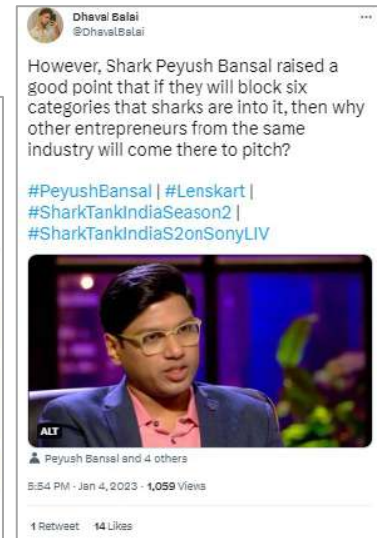 Dhaval Balai
@DhavalBalai
However, Shark Peyush Bansal raised a
good point that if they will block six
categories that sharks are into it, then why
other entrepreneurs from the same
industry will come there to pitch?
#PeyushBansal | #Lenskart |
#SharkTankIndiaSeason2 |
#SharkTankIndiaS2onSonyLIV
ALT
Peyush Bansal and 4 others
5:54 PM - Jan 4, 2023 - 1,059 Views
1 Retweet 14 Likes